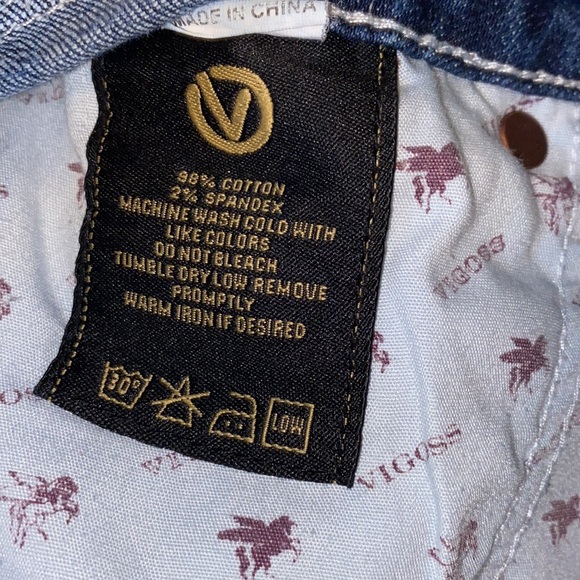 MADE IN CHINA
V
98% COTTON
2% SPANDEX
MACHINE WASH COLD WITH
LIKE COLORS
DO NOT BLEACH
TUMBLE DRY LOW REMOVE
PROMPTLY
WARM IRON IF DESIRED
30° LOW
VIGOSS
VIGOSS